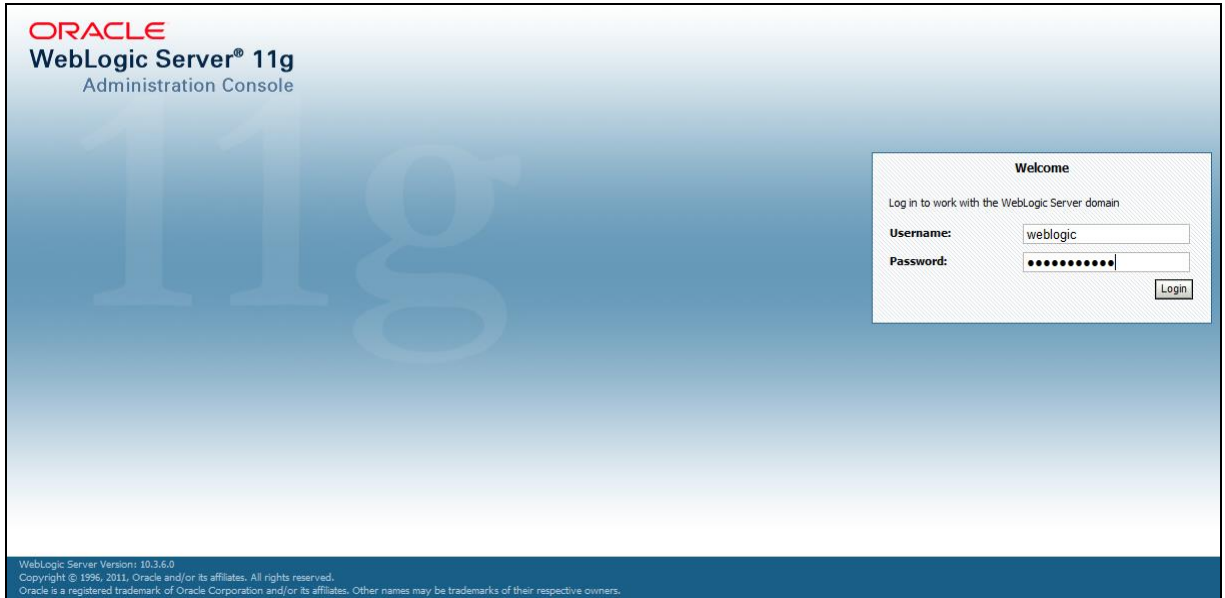 ORACLE
WebLogic Server® 11g
Administration Console
11g
Welcome
Log in to work with the WebLogic Server domain
Username: weblogic
Password: ●●●●●●●●●●●
Login
WebLogic Server Version: 10.3.6.0
Copyright © 1996, 2011, Oracle and/or its affiliates. All rights reserved.
Oracle is a registered trademark of Oracle Corporation and/or its affiliates. Other names may be trademarks of their respective owners.